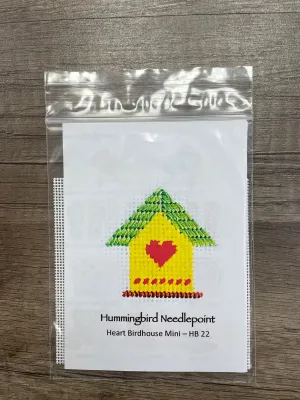 Hummingbird Needlepoint
Heart Birdhouse Mini – HB 22